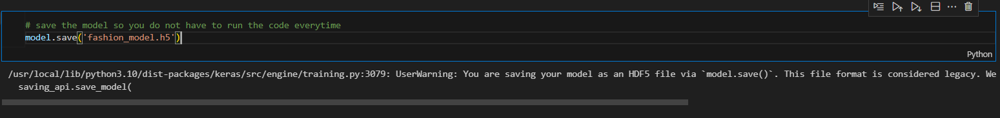 # save the model so you do not have to run the code everytime
model.save('fashion_model.h5')
Python
/usr/local/lib/python3.10/dist-packages/keras/src/engine/training.py:3079: UserWarning: You are saving your model as an HDF5 file via `model.save()`. This file format is considered legacy. We
saving_api.save_model(